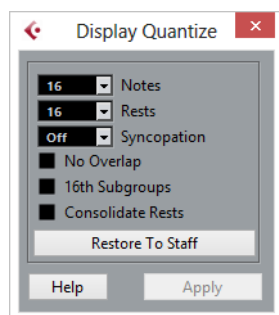 Display Quantize
16 Notes
16 Rests
Off Syncopation
No Overlap
16th Subgroups
Consolidate Rests
Restore To Staff
Help Apply